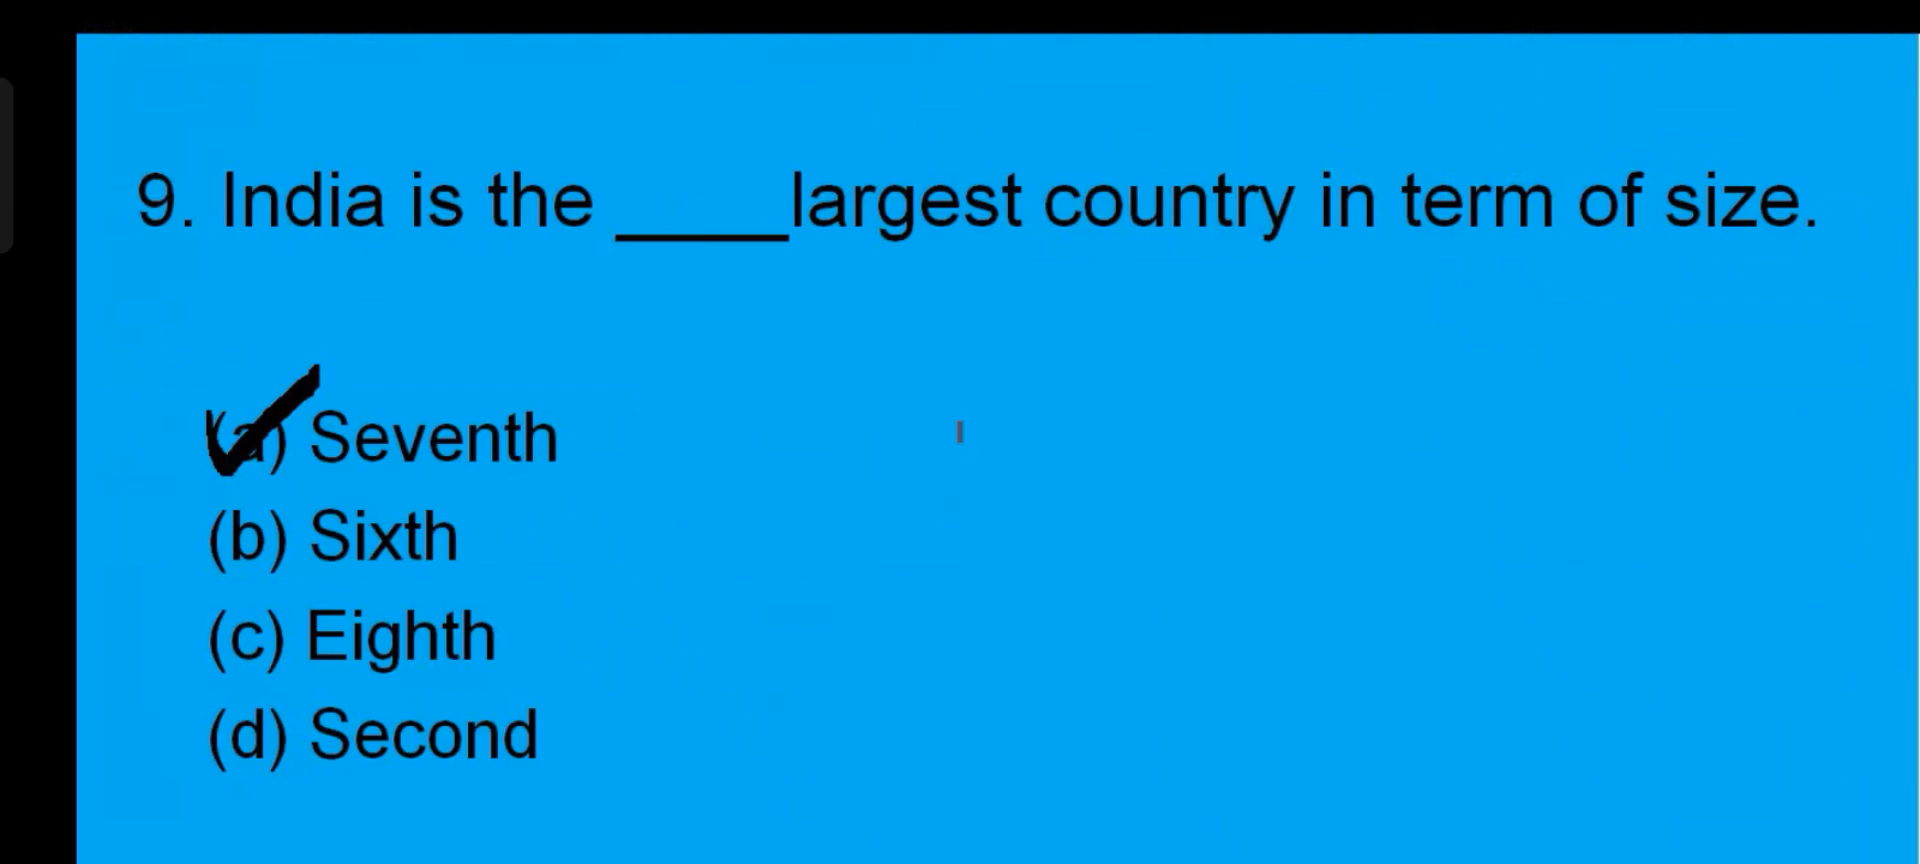 9. India is the ____largest country in term of size.
(a) Seventh
(b) Sixth
(c) Eighth
(d) Second